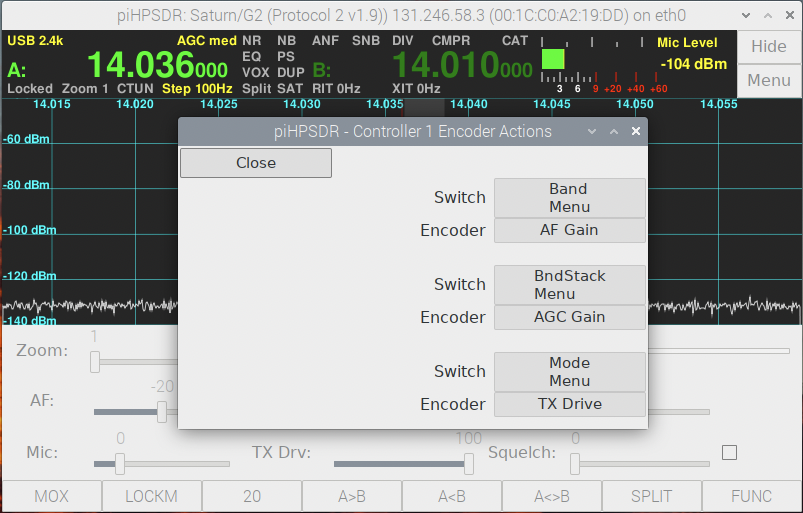 piHPSDR: Saturn/G2 (Protocol 2 v1.9)) 131.246.58.3 (00:1C:C0:A2:19:DD) on eth0
USB 2.4k AGC med NR NB ANF SNB DIV CMPR CAT Mic Level Hide
A: 14.036000 EQ PS B: 14.010000 -104 dBm
VOX DUP
Locked Zoom 1 CTUN Step 100Hz Split SAT RIT 0Hz XIT 0Hz 3 6 9 +20 +40 +60 Menu
14.015 14.020 14.025 14.030 14.035 14.040 14.045 14.050 14.055
piHPSDR - Controller 1 Encoder Actions
-60 dBm
Close
-80 dBm
Switch Band
Menu
Encoder AF Gain
-100 dBm
-120 dBm
Switch BndStack
Menu
Encoder AGC Gain
-140 dBm
Zoom: 1
Switch Mode
Menu
AF: -20
Encoder TX Drive
Mic: 0 TX Drv: 100 Squelch: 0
MOX LOCKM 20 A>B A<B A<>B SPLIT FUNC